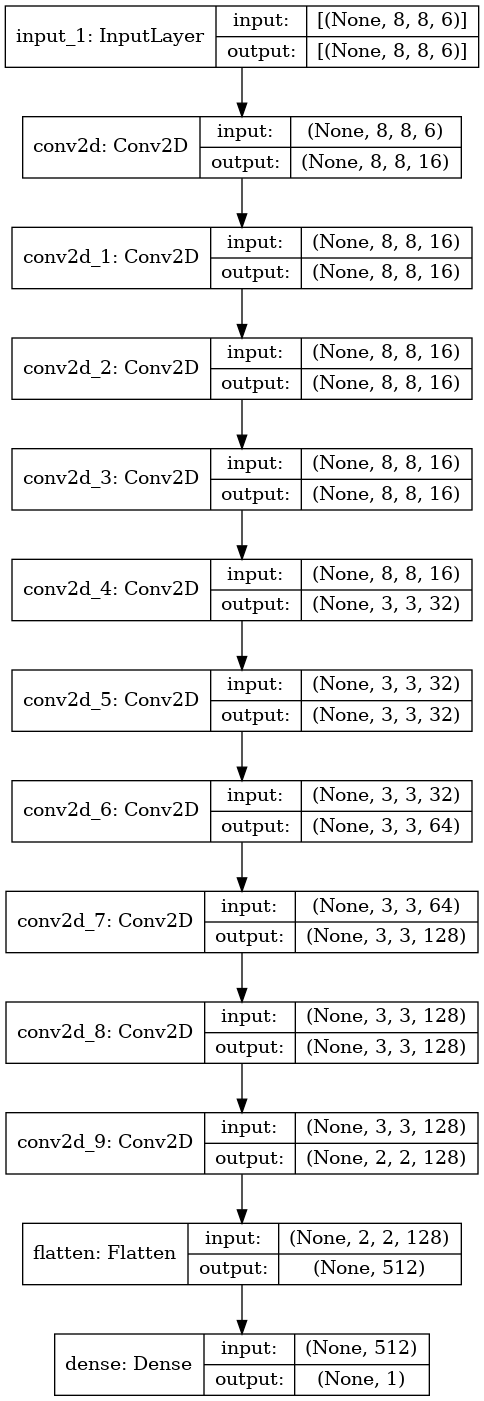 input_1: InputLayer input: [(None, 8, 8, 6)]
output: [(None, 8, 8, 6)]
conv2d: Conv2D input: (None, 8, 8, 6)
output: (None, 8, 8, 16)
conv2d_1: Conv2D input: (None, 8, 8, 16)
output: (None, 8, 8, 16)
conv2d_2: Conv2D input: (None, 8, 8, 16)
output: (None, 8, 8, 16)
conv2d_3: Conv2D input: (None, 8, 8, 16)
output: (None, 8, 8, 16)
conv2d_4: Conv2D input: (None, 8, 8, 16)
output: (None, 3, 3, 32)
conv2d_5: Conv2D input: (None, 3, 3, 32)
output: (None, 3, 3, 32)
conv2d_6: Conv2D input: (None, 3, 3, 32)
output: (None, 3, 3, 64)
conv2d_7: Conv2D input: (None, 3, 3, 64)
output: (None, 3, 3, 128)
conv2d_8: Conv2D input: (None, 3, 3, 128)
output: (None, 3, 3, 128)
conv2d_9: Conv2D input: (None, 3, 3, 128)
output: (None, 2, 2, 128)
flatten: Flatten input: (None, 2, 2, 128)
output: (None, 512)
dense: Dense input: (None, 512)
output: (None, 1)